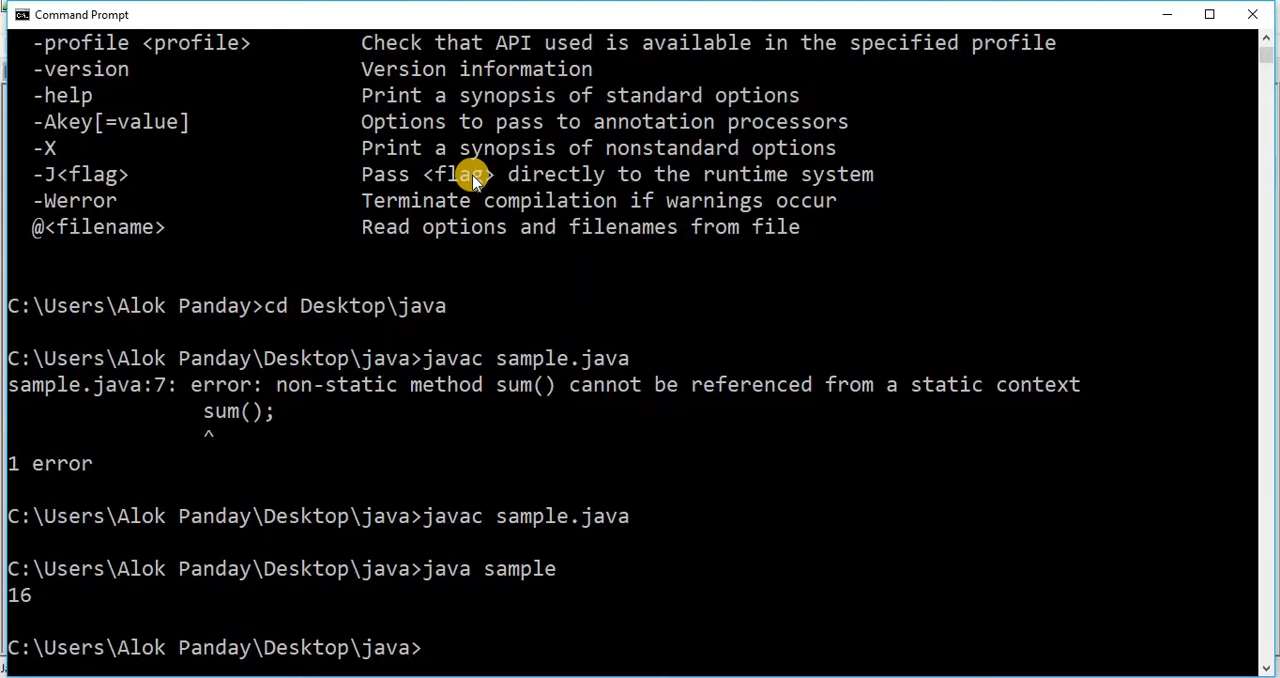 Command Prompt
-profile <profile> Check that API used is available in the specified profile
-version Version information
-help Print a synopsis of standard options
-Akey[=value] Options to pass to annotation processors
-X Print a synopsis of nonstandard options
-J<flag> Pass <flag> directly to the runtime system
-Werror Terminate compilation if warnings occur
@<filename> Read options and filenames from file
C:\Users\Alok Panday>cd Desktop\java
C:\Users\Alok Panday\Desktop\java>javac sample.java
sample.java:7: error: non-static method sum() cannot be referenced from a static context
sum();
^
1 error
C:\Users\Alok Panday\Desktop\java>javac sample.java
C:\Users\Alok Panday\Desktop\java>java sample
16
C:\Users\Alok Panday\Desktop\java>